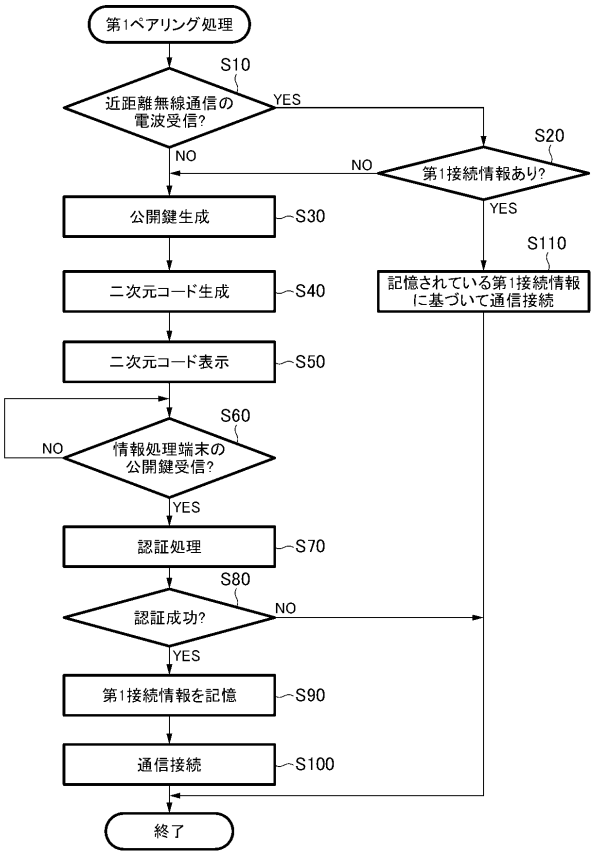 第1ペアリング処理
S10
近距離無線通信の
電波受信?
YES
NO
S20
第1接続情報あり?
NO
YES
公開鍵生成
S30
S110
記憶されている第1接続情報
に基づいて通信接続
二次元コード生成
S40
二次元コード表示
S50
S60
情報処理端末の
公開鍵受信?
NO
YES
認証処理
S70
S80
認証成功?
NO
YES
第1接続情報を記憶
S90
通信接続
S100
終了